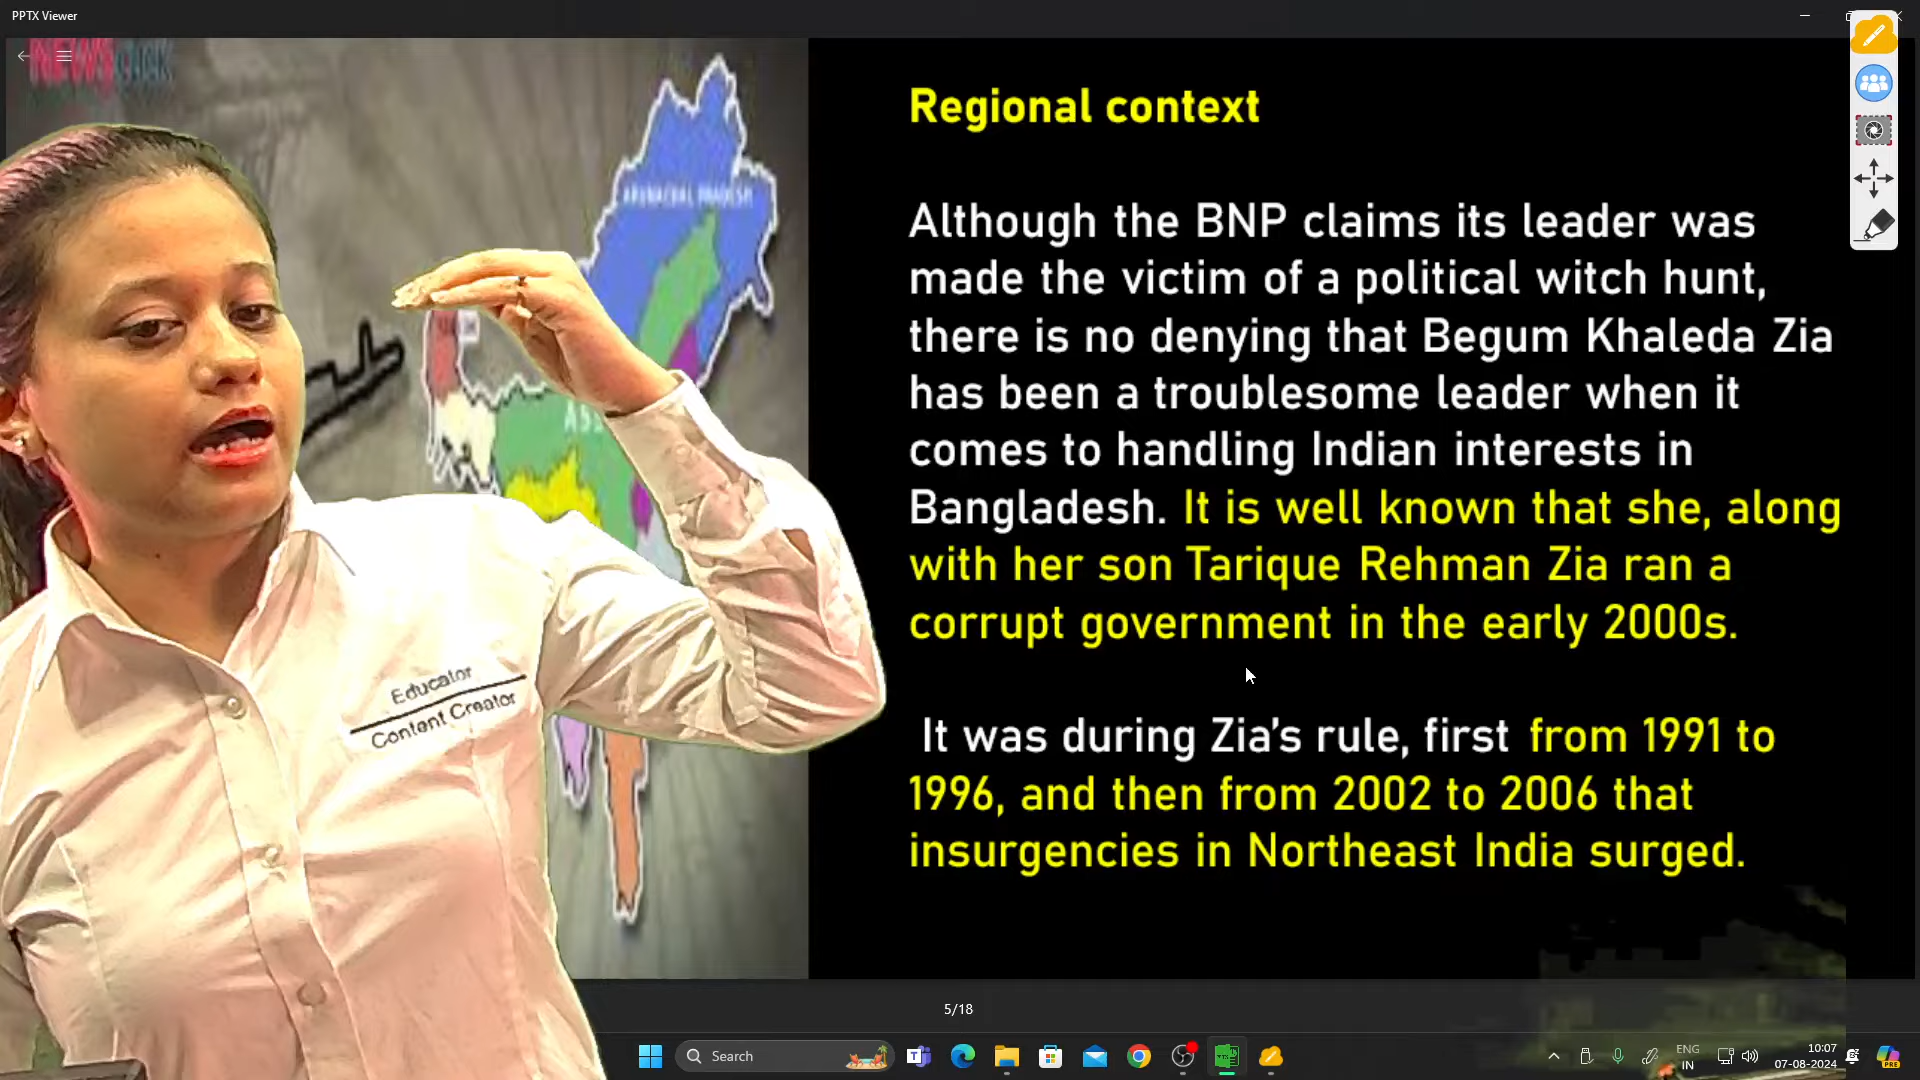 PPTX Viewer
NEWSCLICK
ARUNACHAL PRADESH
Regional context
Although the BNP claims its leader was
made the victim of a political witch hunt,
there is no denying that Begum Khaleda Zia
has been a troublesome leader when it
comes to handling Indian interests in
Bangladesh. It is well known that she, along
with her son Tarique Rehman Zia ran a
corrupt government in the early 2000s.
It was during Zia's rule, first from 1991 to
1996, and then from 2002 to 2006 that
insurgencies in Northeast India surged.
Educator
Content Creator
5/18
Search
ENG
IN
10:07
07-08-2024